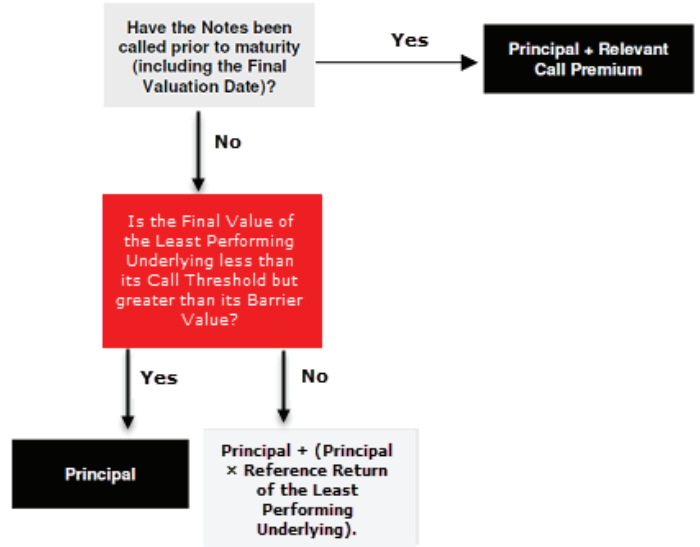 Have the Notes been
called prior to maturity
(including the Final
Valuation Date)?
Yes
Principal + Relevant
Call Premium
No
Is the Final Value of
the Least Performing
Underlying less than
its Call Threshold but
greater than its Barrier
Value?
Yes
No
Principal
Principal + (Principal
× Reference Return
of the Least
Performing
Underlying).